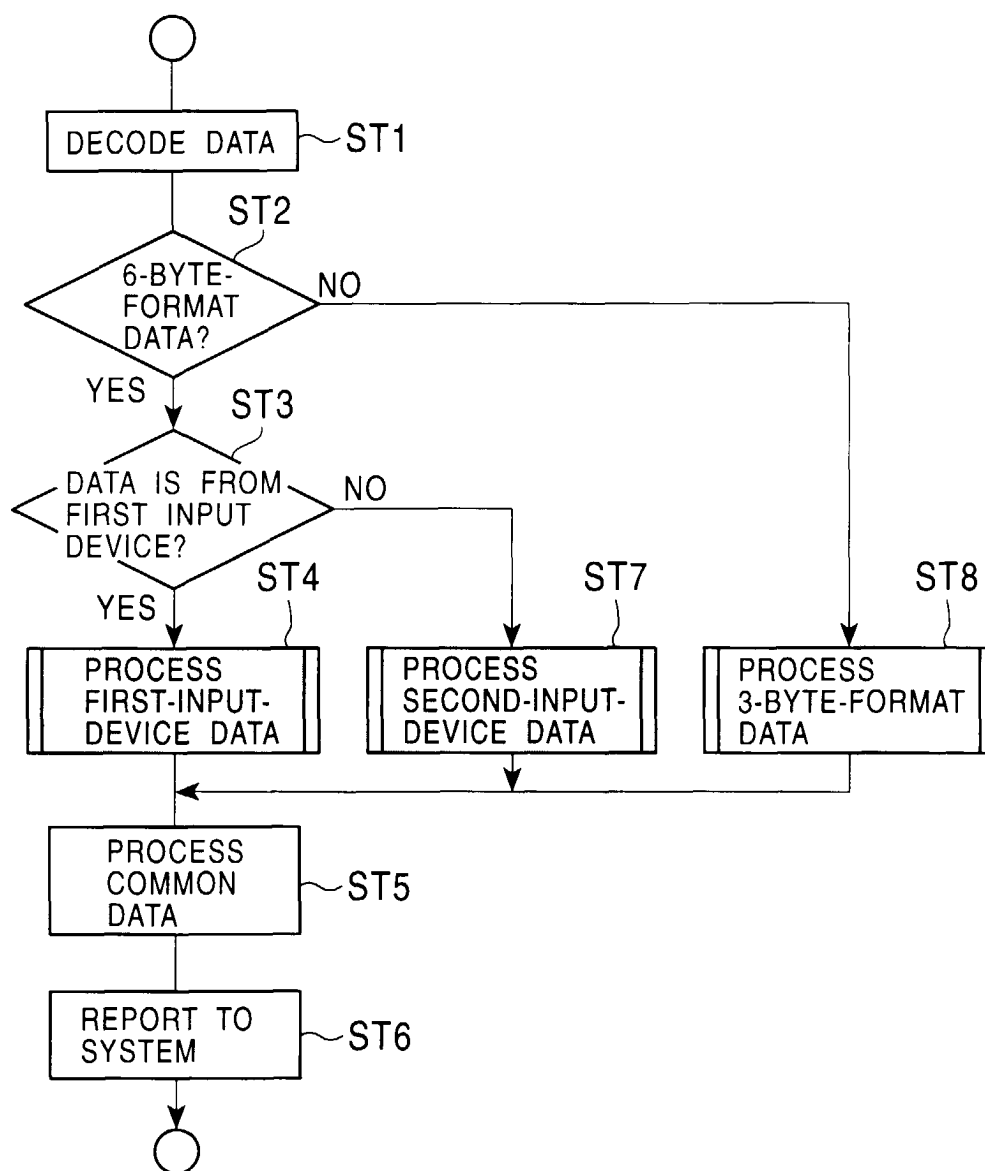 DECODE DATA
ST1
ST2
6-BYTE-
FORMAT
DATA?
NO
YES
ST3
DATA IS FROM
FIRST INPUT
DEVICE?
NO
YES
ST4
PROCESS
FIRST-INPUT-
DEVICE DATA
ST7
PROCESS
SECOND-INPUT-
DEVICE DATA
ST8
PROCESS
3-BYTE-FORMAT
DATA
PROCESS
COMMON
DATA
ST5
REPORT TO
SYSTEM
ST6